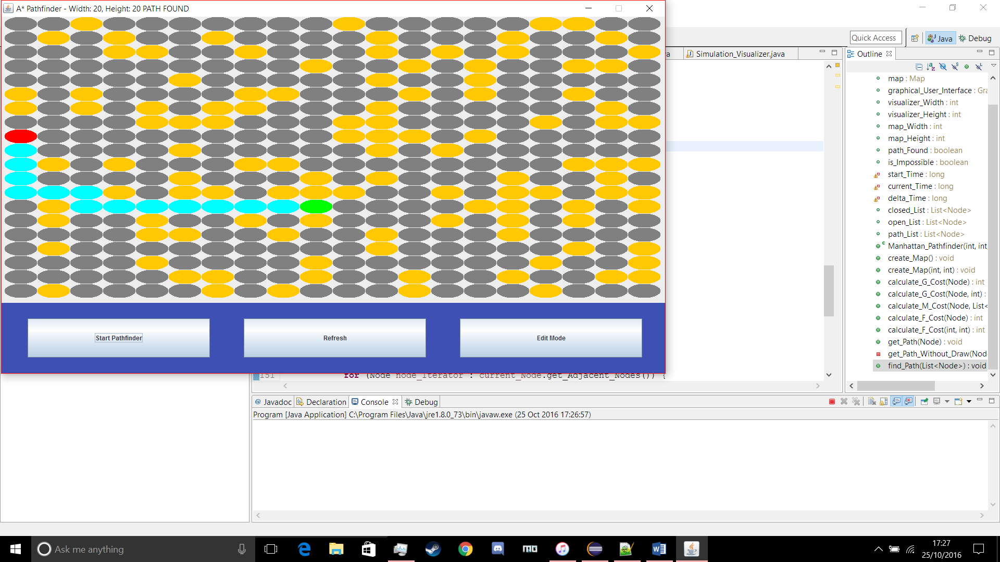 A* Pathfinder - Width: 20, Height: 20 PATH FOUND
Quick Access
Java
Debug
Simulation_Visualizer.java
Outline
map : Map
graphical_User_Interface : Gra
visualizer_Width : int
visualizer_Height : int
map_Width : int
map_Height : int
path_Found : boolean
is_Impossible : boolean
start_Time : long
current_Time : long
delta_Time : long
closed_List : List<Node>
open_List : List<Node>
path_List : List<Node>
Manhattan_Pathfinder(int, int
create_Map() : void
create_Map(int, int) : void
calculate_G_Cost(Node) : int
calculate_G_Cost(Node, int) :
calculate_M_Cost(Node, List<
calculate_F_Cost(Node) : int
calculate_F_Cost(int, int) : int
get_Path(Node) : void
get_Path_Without_Draw(Nod
find_Path(List<Node>) : void
Start Pathfinder
Refresh
Edit Mode
151 for (Node node_Iterator : current_Node.get_Adjacent_Nodes()) {
@ Javadoc
Declaration
Console
Debug
Program [Java Application] C:\Program Files\Java\jre1.8.0_73\bin\javaw.exe (25 Oct 2016 17:26:57)
Ask me anything
17:27
25/10/2016